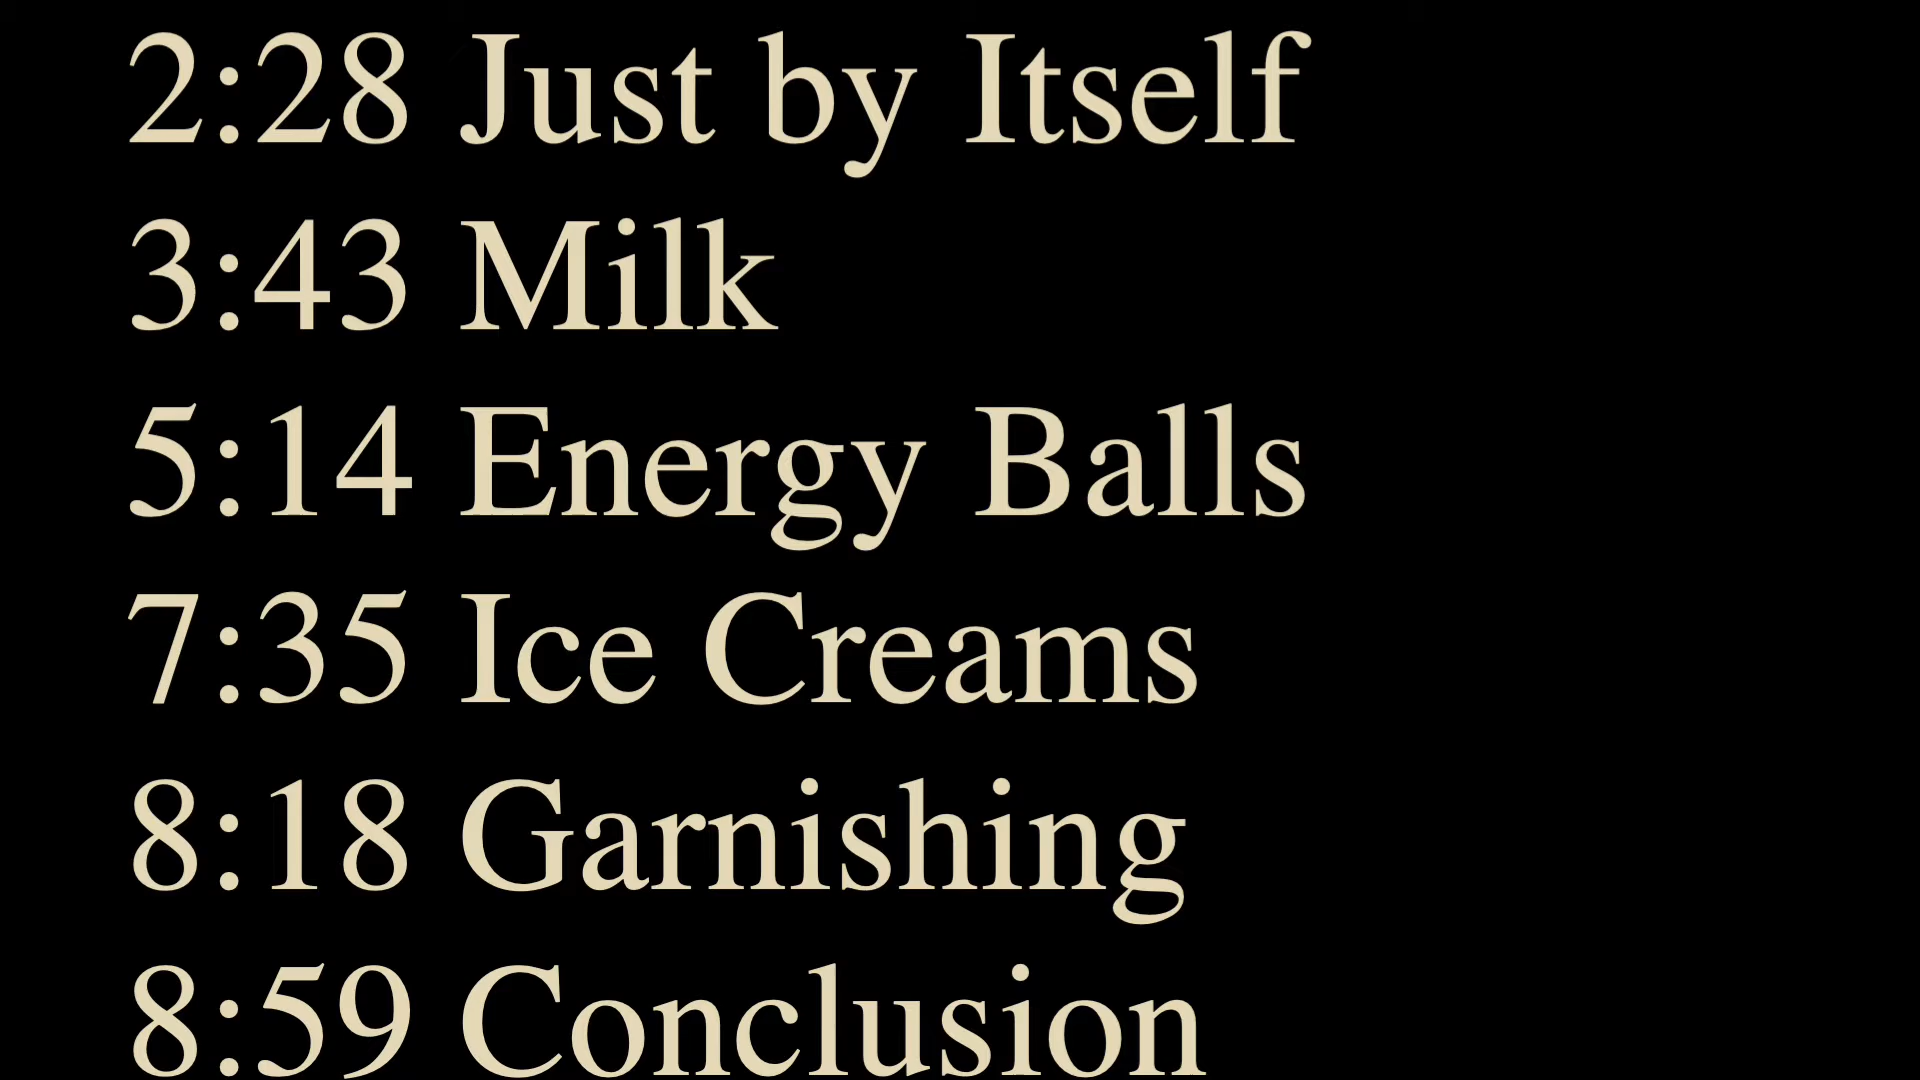 2:28 Just by Itself
3:43 Milk
5:14 Energy Balls
7:35 Ice Creams
8:18 Garnishing
8:59 Conclusion